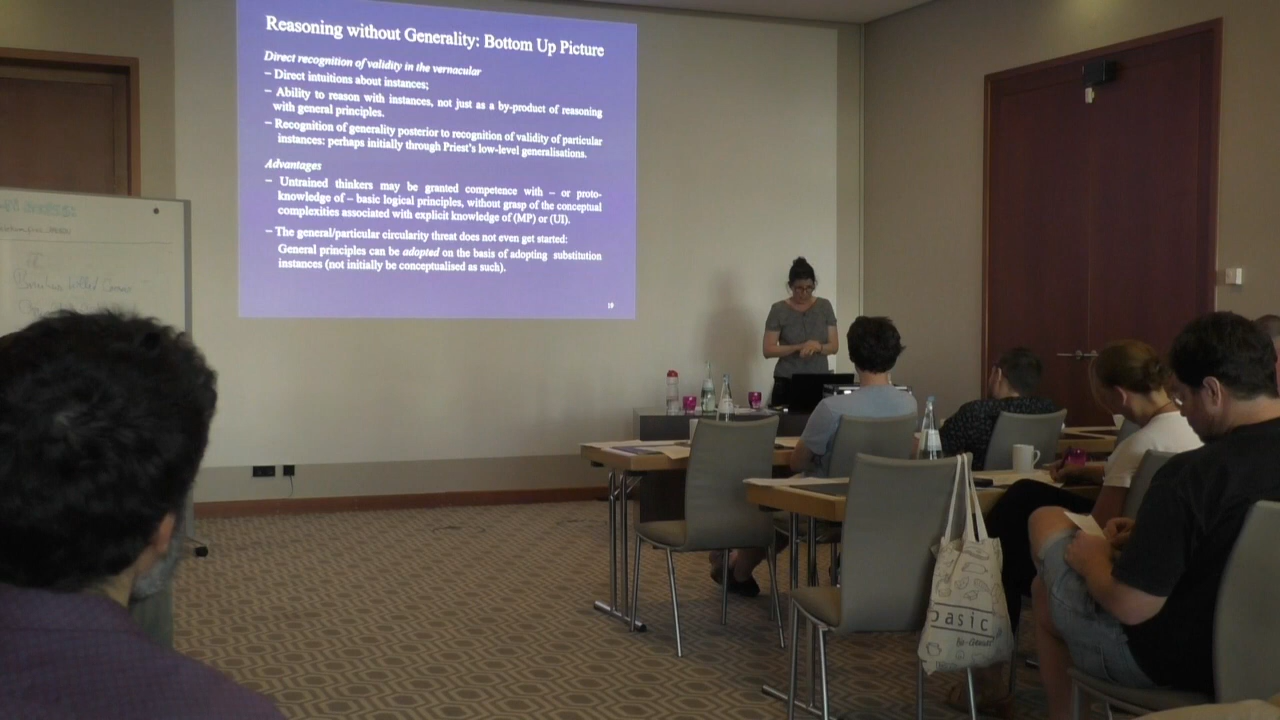 Reasoning without Generality: Bottom Up Picture
Direct recognition of validity in the vernacular
– Direct intuitions about instances;
– Ability to reason with instances, not just as a by-product of reasoning
with general principles.
– Recognition of generality posterior to recognition of validity of particular
instances: perhaps initially through Priest's low-level generalisations.
Advantages
– Untrained thinkers may be granted competence with – or proto-
knowledge of – basic logical principles, without grasp of the conceptual
complexities associated with explicit knowledge of (MP) or (UI).
– The general/particular circularity threat does not even get started:
General principles can be adopted on the basis of adopting substitution
instances (not initially be conceptualised as such).
19
basic